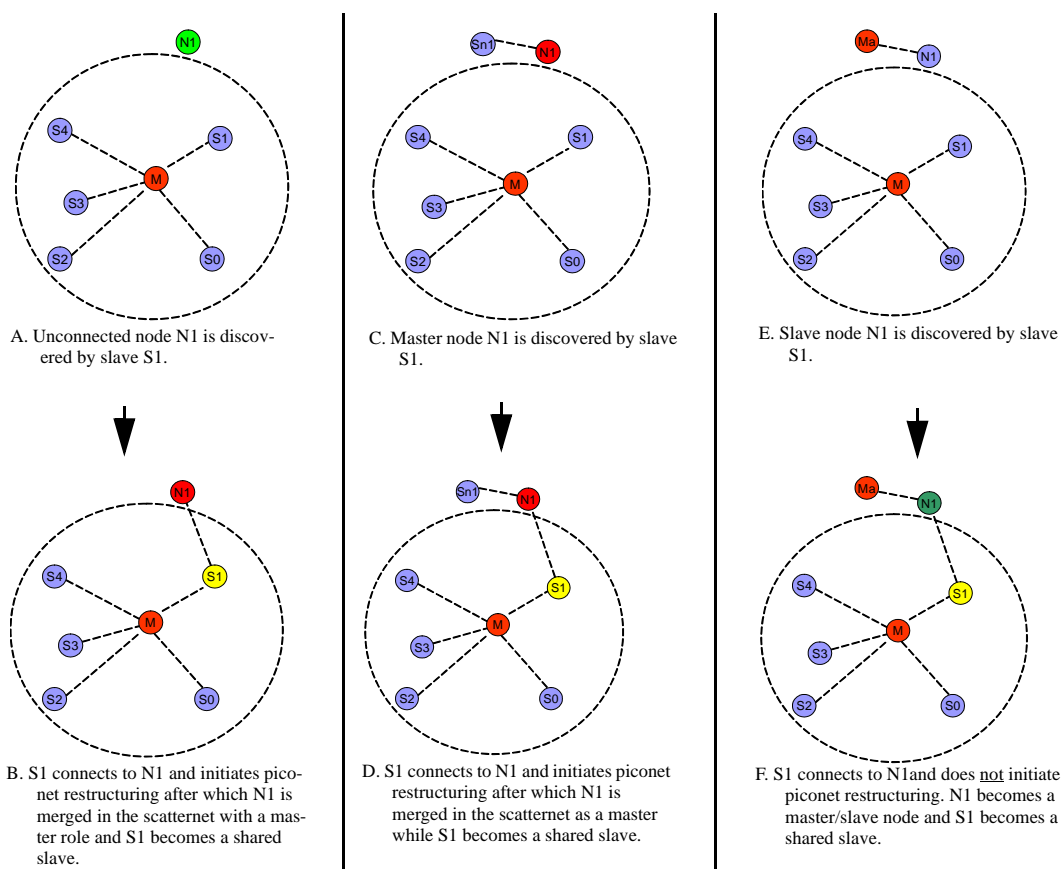 N1
S4
S1
M
S3
S2
S0
A. Unconnected node N1 is discov-
ered by slave S1.
N1
S1
S4
M
S3
S2
S0
B. S1 connects to N1 and initiates pico-
net restructuring after which N1 is
merged in the scatternet with a mas-
ter role and S1 becomes a shared
slave.
Sn1
N1
S4
S1
M
S3
S2
S0
C. Master node N1 is discovered by slave
S1.
Sn1
N1
S4
S1
M
S3
S2
S0
D. S1 connects to N1 and initiates piconet
restructuring after which N1 is
merged in the scatternet as a master
while S1 becomes a shared slave.
Ma
N1
S4
S1
M
S3
S2
S0
E. Slave node N1 is discovered by slave
S1.
Ma
N1
S4
S1
M
S3
S2
S0
F. S1 connects to N1and does not initiate
piconet restructuring. N1 becomes a
master/slave node and S1 becomes a
shared slave.